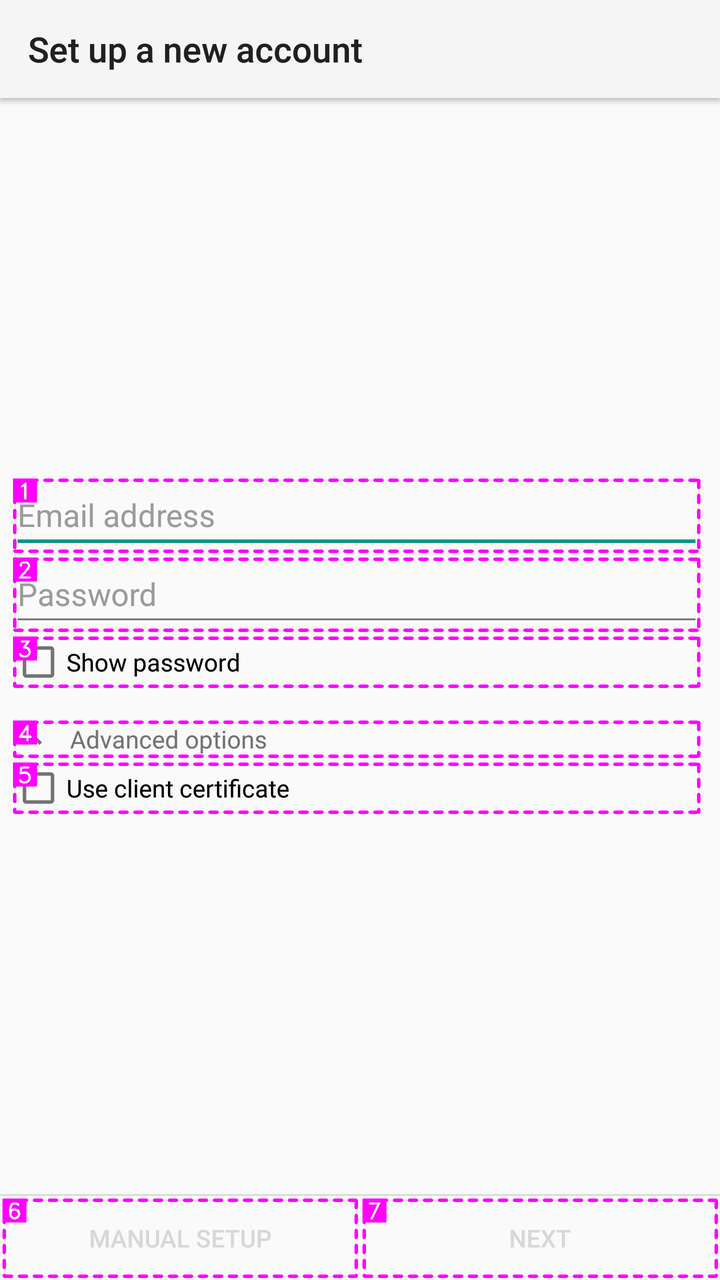 Set up a new account
1
Email address
2
Password
3
Show password
4
Advanced options
5
Use client certificate
6
MANUAL SETUP
7
NEXT